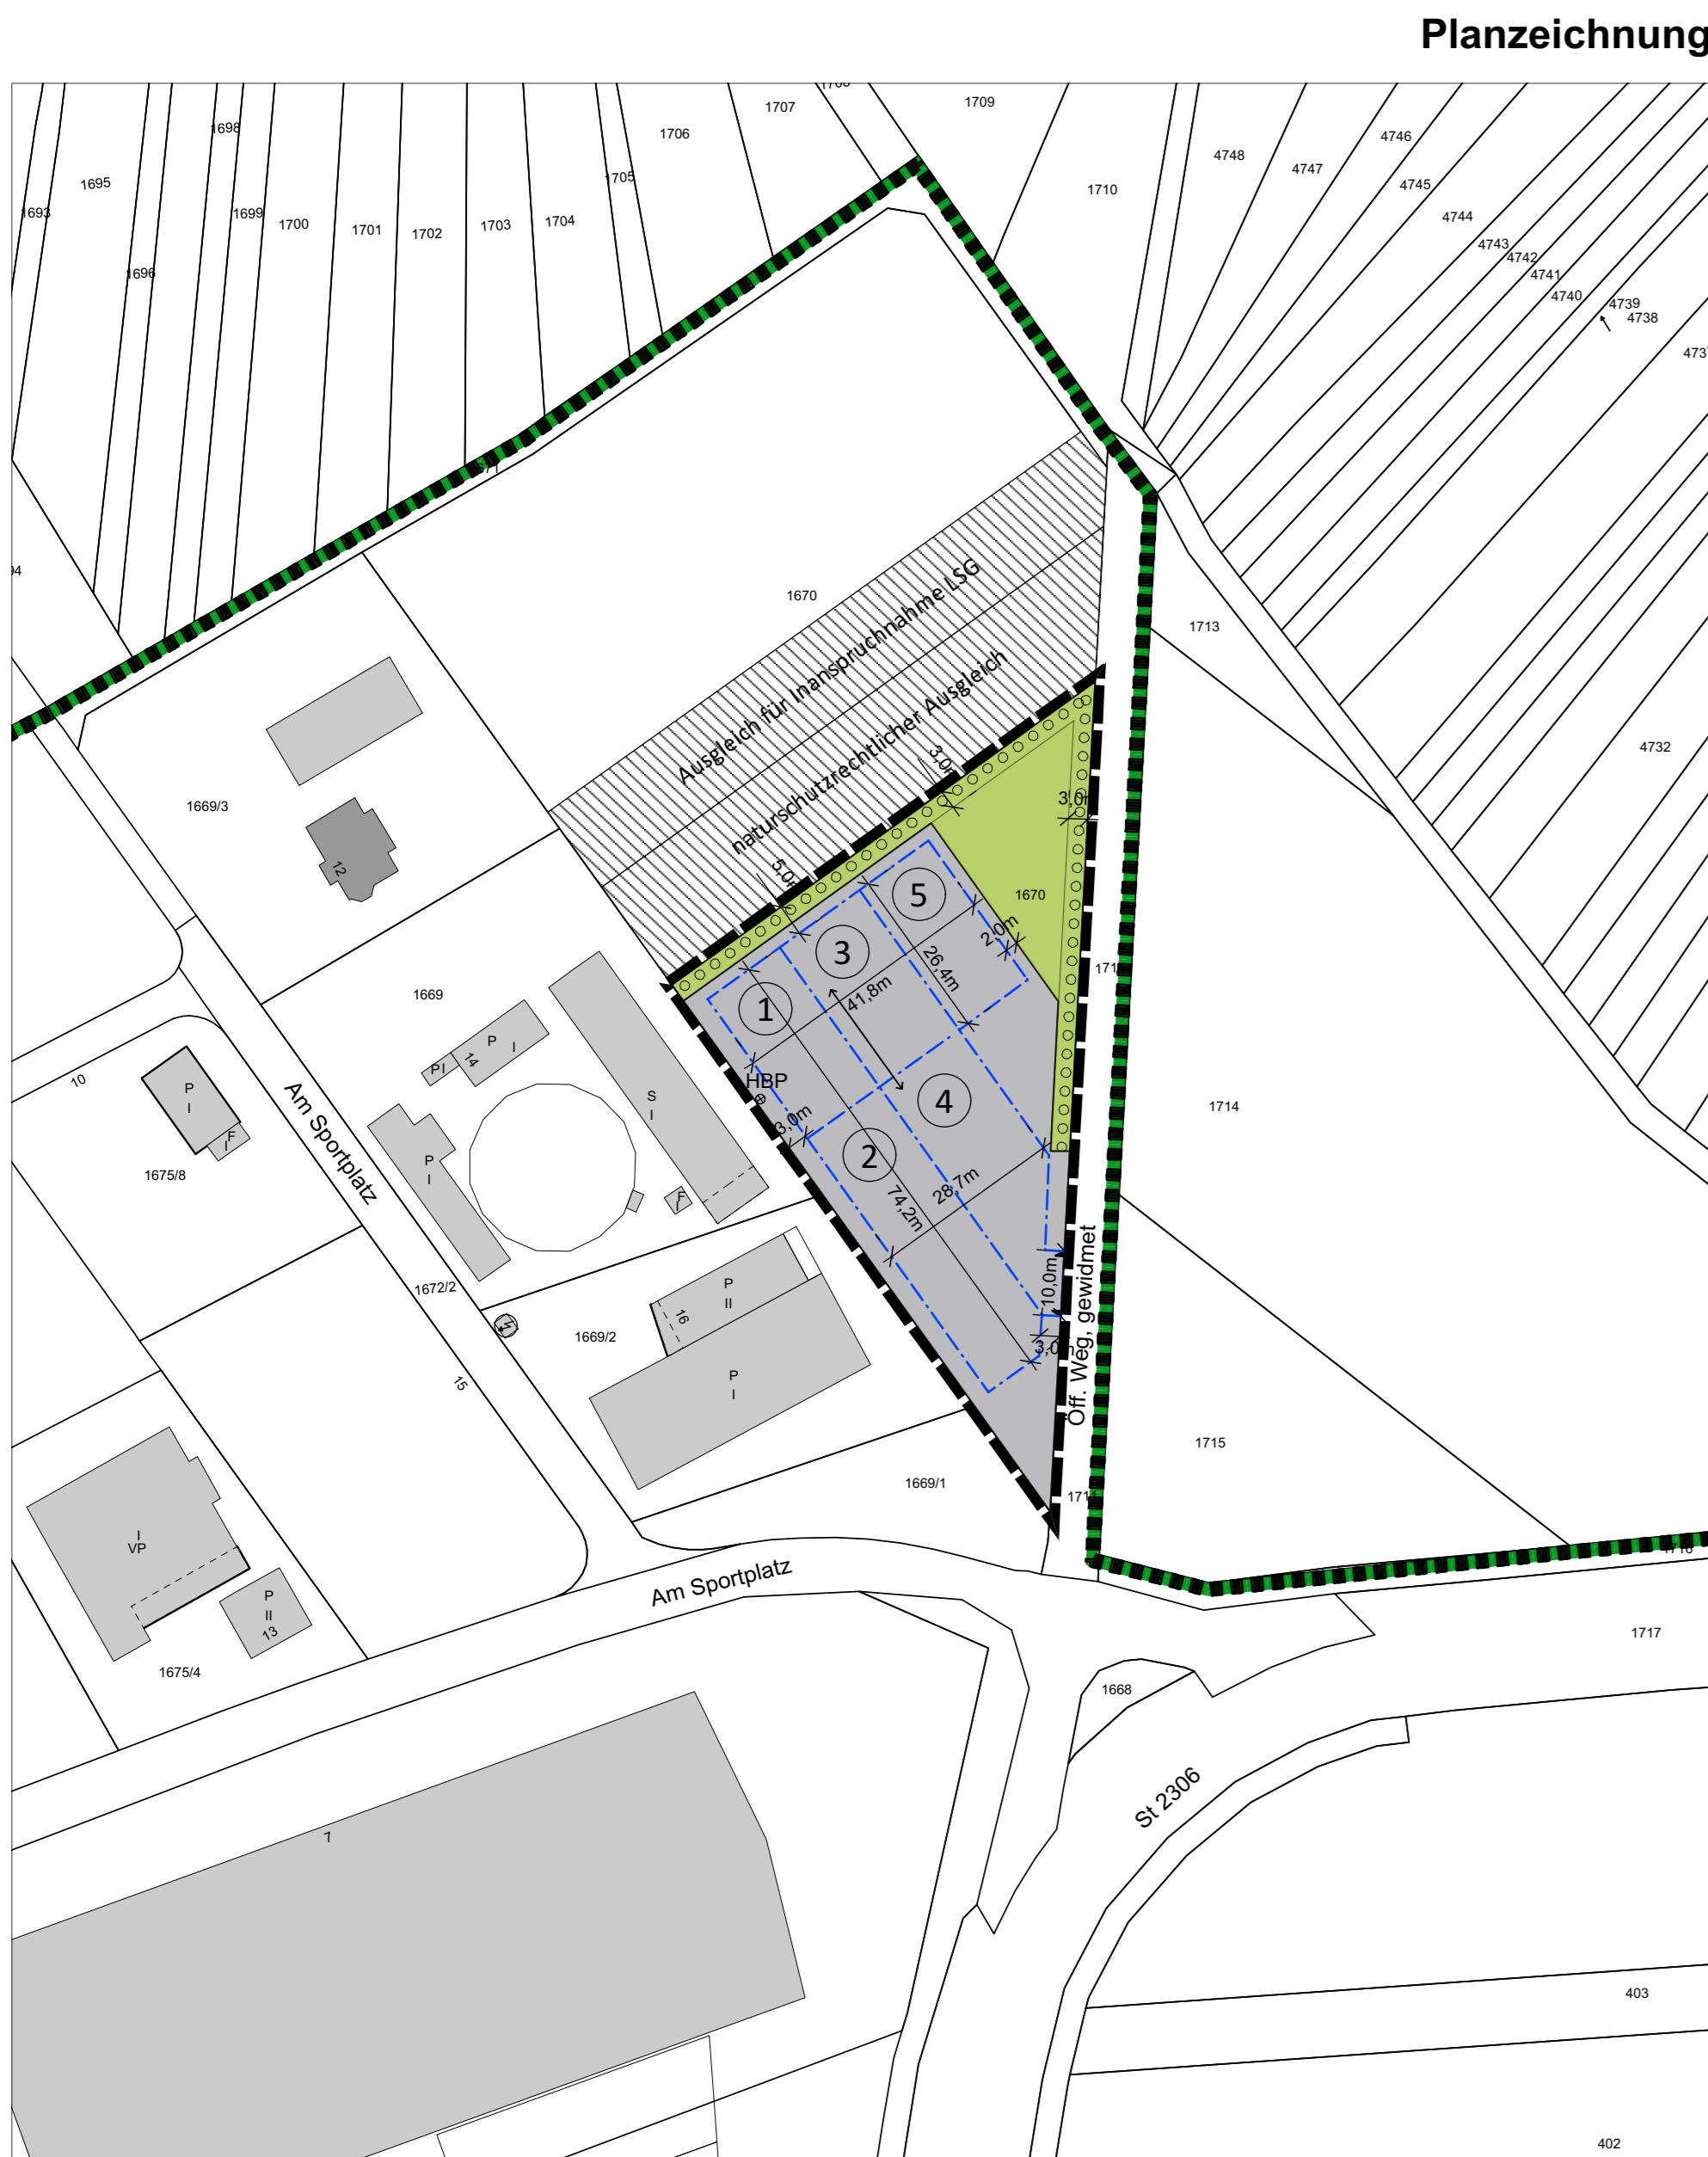 Planzeichnung
1709
1707
1706
1698
1746
4746
4748
4747
4745
1695
1705
1710
1693
1699
1700
1701
1702
1703
1704
4744
4743
4742
4741
4740
4739
4738
1696
1670
1713
Ausgleich für Inanspruchnahme LSG
naturschutzrechtlicher Ausgleich
4732
1669/3
12
3,0m
3,0m
5,0m
1670
5
3
1
2,0m
26,4m
41,8m
1669
P I
14
P I
HBP
S I
3,0m
4
2
1714
10
P
I
F
I
1675/8
Am Sportplatz
P
I
F
I
28,7m
74,2m
10,0m
3,0m
Öff. Weg, gewidmet
1672/2
P
II
16
1669/2
P
I
15
1715
1669/1
I
VP
Am Sportplatz
P
II
13
1675/4
1717
1668
St 2306
7
403
402